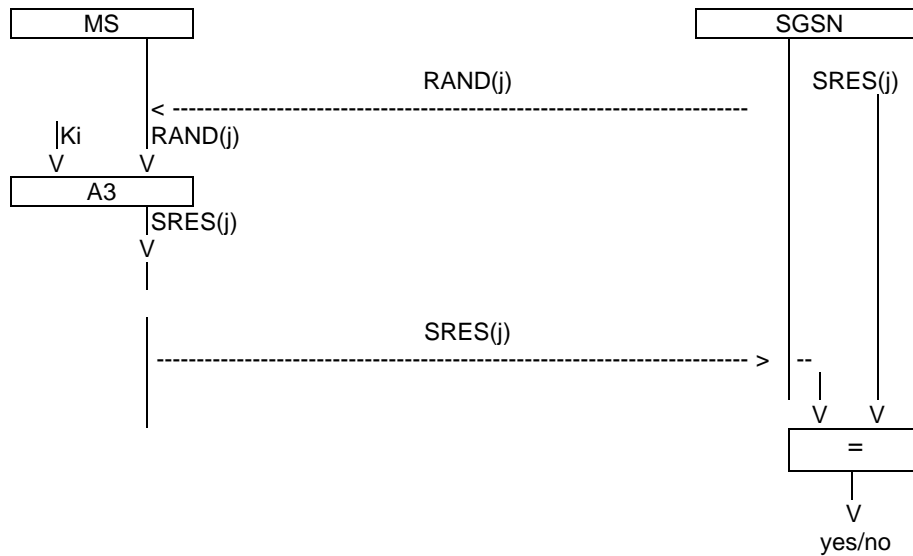 MS SGSN
RAND(j) SRES(j)
< ----------------------------------------------------------------------
Ki RAND(j)
V V
A3
SRES(j)
V
SRES(j)
---------------------------------------------------------------------- > --
V V
=
V
yes/no